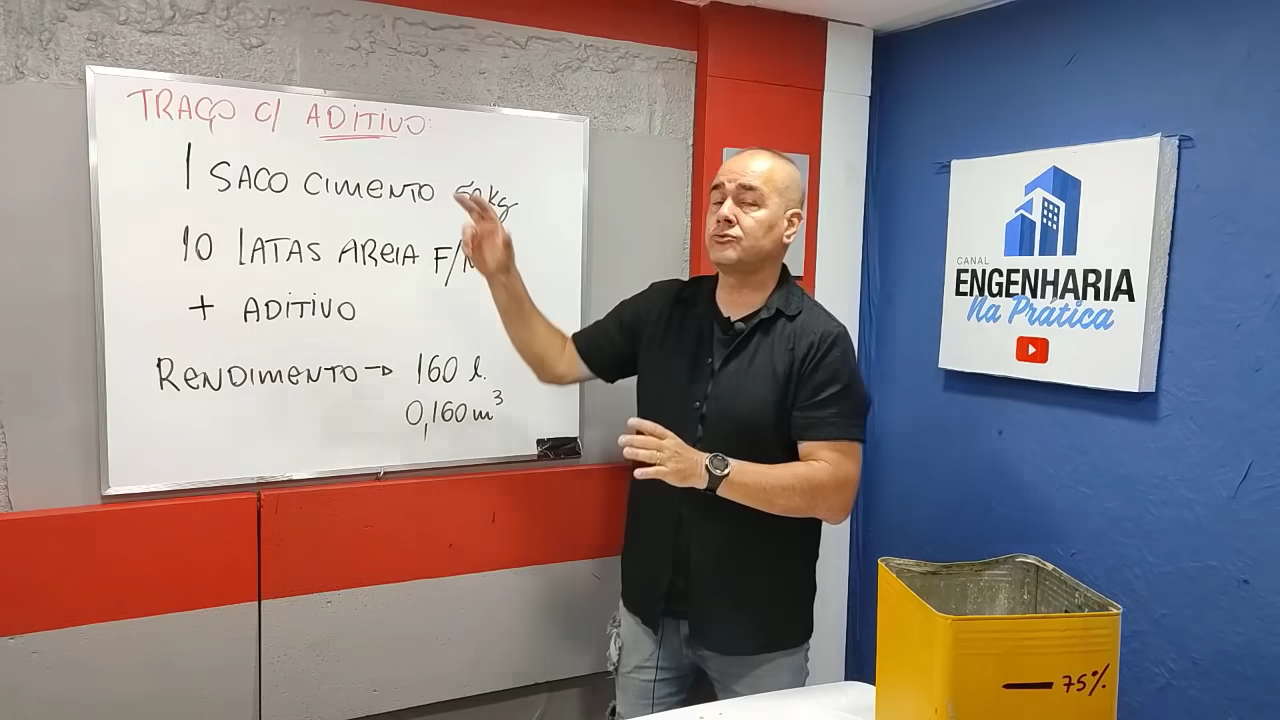 TRAÇO C/ ADITIVO:
1 SACO CIMENTO 50kg
10 LATAS AREIA
+ ADITIVO
RENDIMENTO → 160 l.
0,160 m³
CANAL
ENGENHARIA
Na Prática
75%